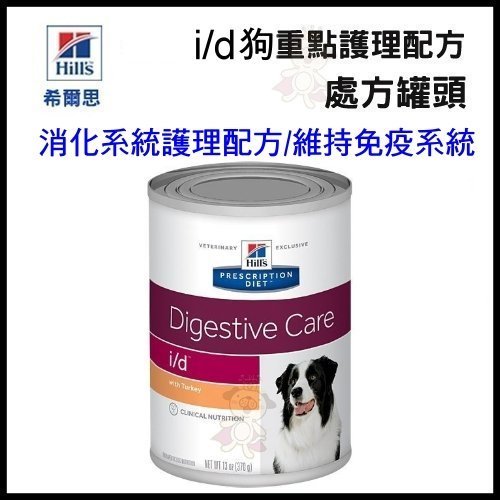 Hill's
希爾思
i/d 狗重點護理配方
處方罐頭
消化系統護理配方/維持免疫系統
VETERINARY EXCLUSIVE
Hill's
PRESCRIPTION
DIET
Digestive Care
i/d
with Turkey
CLINICAL NUTRITION
NET WT 13 oz (370g)